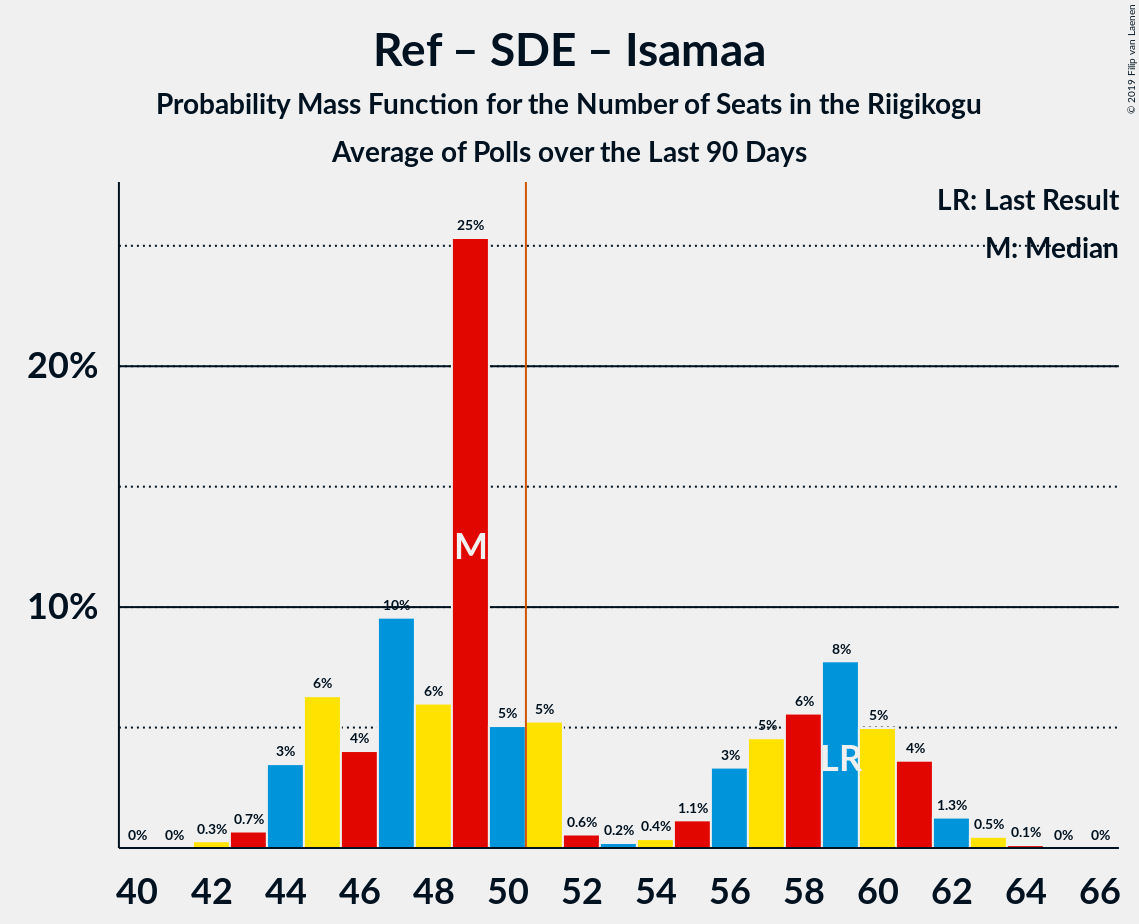 Ref – SDE – Isamaa
Probability Mass Function for the Number of Seats in the Riigikogu
Average of Polls over the Last 90 Days
© 2019 Filip van Laenen
LR: Last Result
M: Median
20%
10%
0% 0% 0.3% 0.7% 3% 6% 4% 10% 6% 25% 5% 5% 0.6% 0.2% 0.4% 1.1% 3% 5% 6% 8% 5% 4% 1.3% 0.5% 0.1% 0% 0%
M
LR
40 42 44 46 48 50 52 54 56 58 60 62 64 66